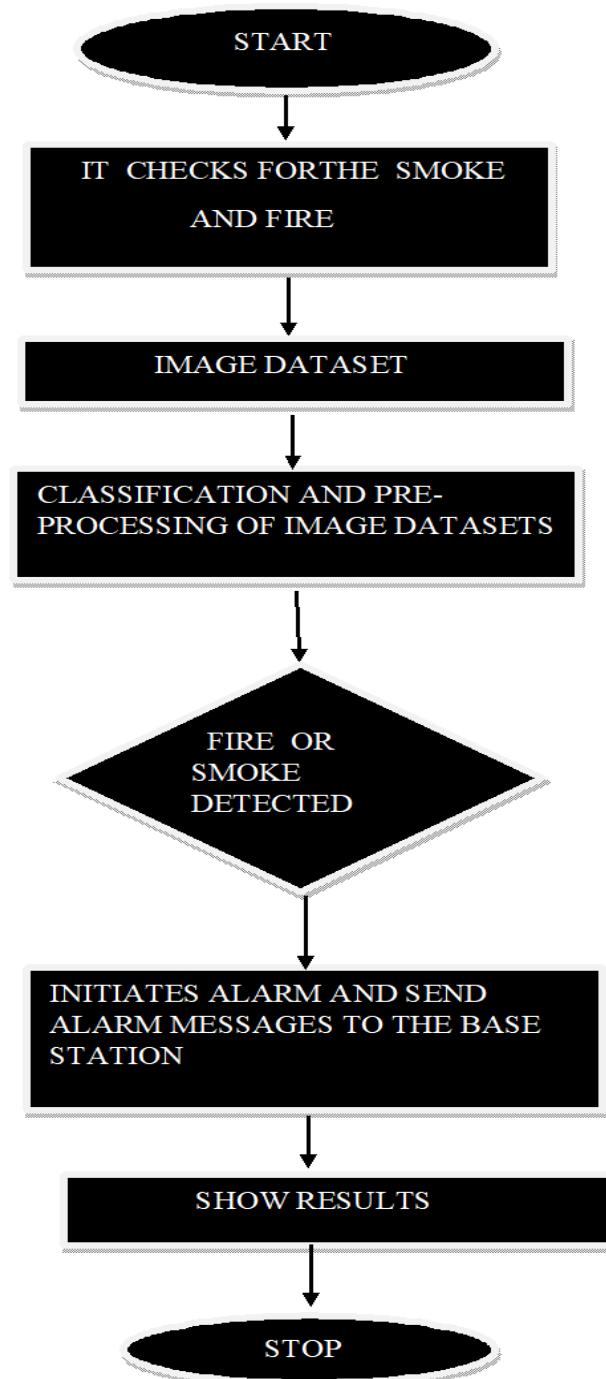 START
IT CHECKS FORTHE SMOKE
AND FIRE
IMAGE DATASET
CLASSIFICATION AND PRE-
PROCESSING OF IMAGE DATASETS
FIRE OR
SMOKE
DETECTED
INITIATES ALARM AND SEND
ALARM MESSAGES TO THE BASE
STATION
SHOW RESULTS
STOP